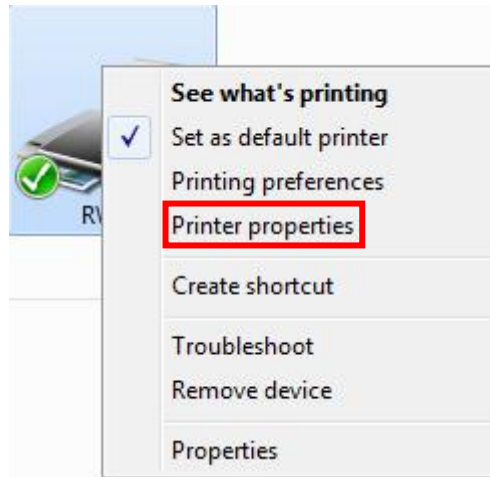 See what's printing
Set as default printer
Printing preferences
Printer properties
Create shortcut
Troubleshoot
Remove device
Properties